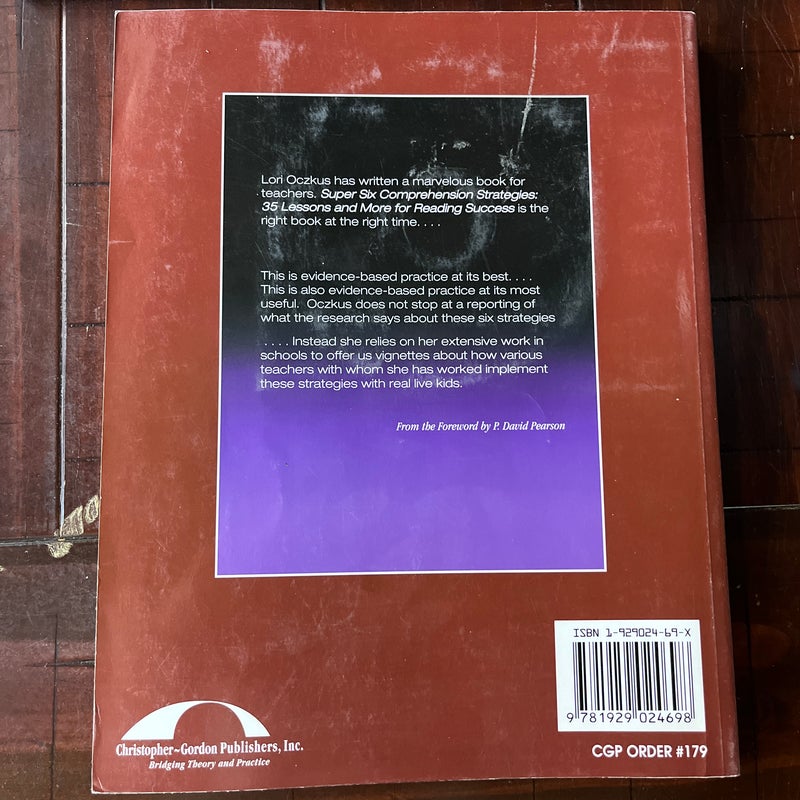 Lori Oczkus has written a marvelous book for
teachers. Super Six Comprehension Strategies:
35 Lessons and More for Reading Success is the
right book at the right time. . . .
This is evidence-based practice at its best. . . .
This is also evidence-based practice at its most
useful. Oczkus does not stop at a reporting of
what the research says about these six strategies
. . . . Instead she relies on her extensive work in
schools to offer us vignettes about how various
teachers with whom she has worked implement
these strategies with real live kids.
From the Foreword by P. David Pearson
ISBN 1-929024-69-X
9 781929 024698
Christopher~Gordon Publishers, Inc.
Bridging Theory and Practice
CGP ORDER #179